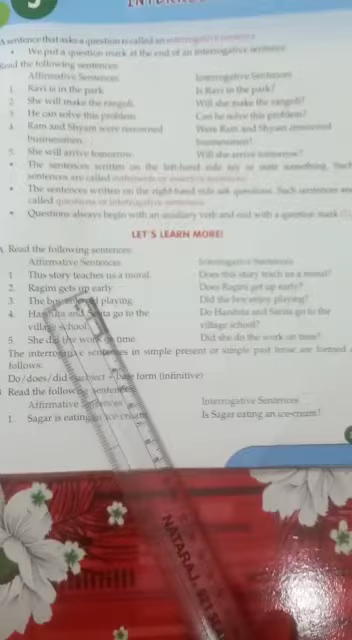 A sentence that asks a question is called an interrogative sentence
• We put a question mark at the end of an interrogative sentence
Read the following sentences
Affirmative Sentences Interrogative Sentences
1. Ravi is in the park. Is Ravi in the park?
2. She will make the rangoli. Will she make the rangoli?
3. He can solve this problem. Can he solve this problem?
4. Ram and Shyam were renowned Were Ram and Shyam renowned
businessmen. businessmen?
5. She will arrive tomorrow. Will she arrive tomorrow?
• The sentences written on the left-hand side say or state something. Such
sentences are called
• The sentences written on the right-hand side ask questions. Such sentences are
called questions or interrogative sentences
• Questions always begin with an auxiliary verb and end with a question mark
LET'S LEARN MORE!
Read the following sentences:
Affirmative Sentences Interrogative Sentences
1. This story teaches us a moral. Does this story teach us a moral?
2. Ragini gets up early. Does Ragini get up early?
3. The boy playing. Did the boy enjoy playing?
4. and go to the Do Hamita and Sarita go to the
village school. village school?
5. She did the work on time. Did she do the work on time?
The interrogative sentences in simple present or simple past tense are formed
follows:
Do/does/did subject + base form (infinitive)
Read the following sentences
Affirmative Sentences Interrogative Sentences
1. Sagar is eating an ice-cream. Is Sagar eating an ice-cream?
NATARAJ